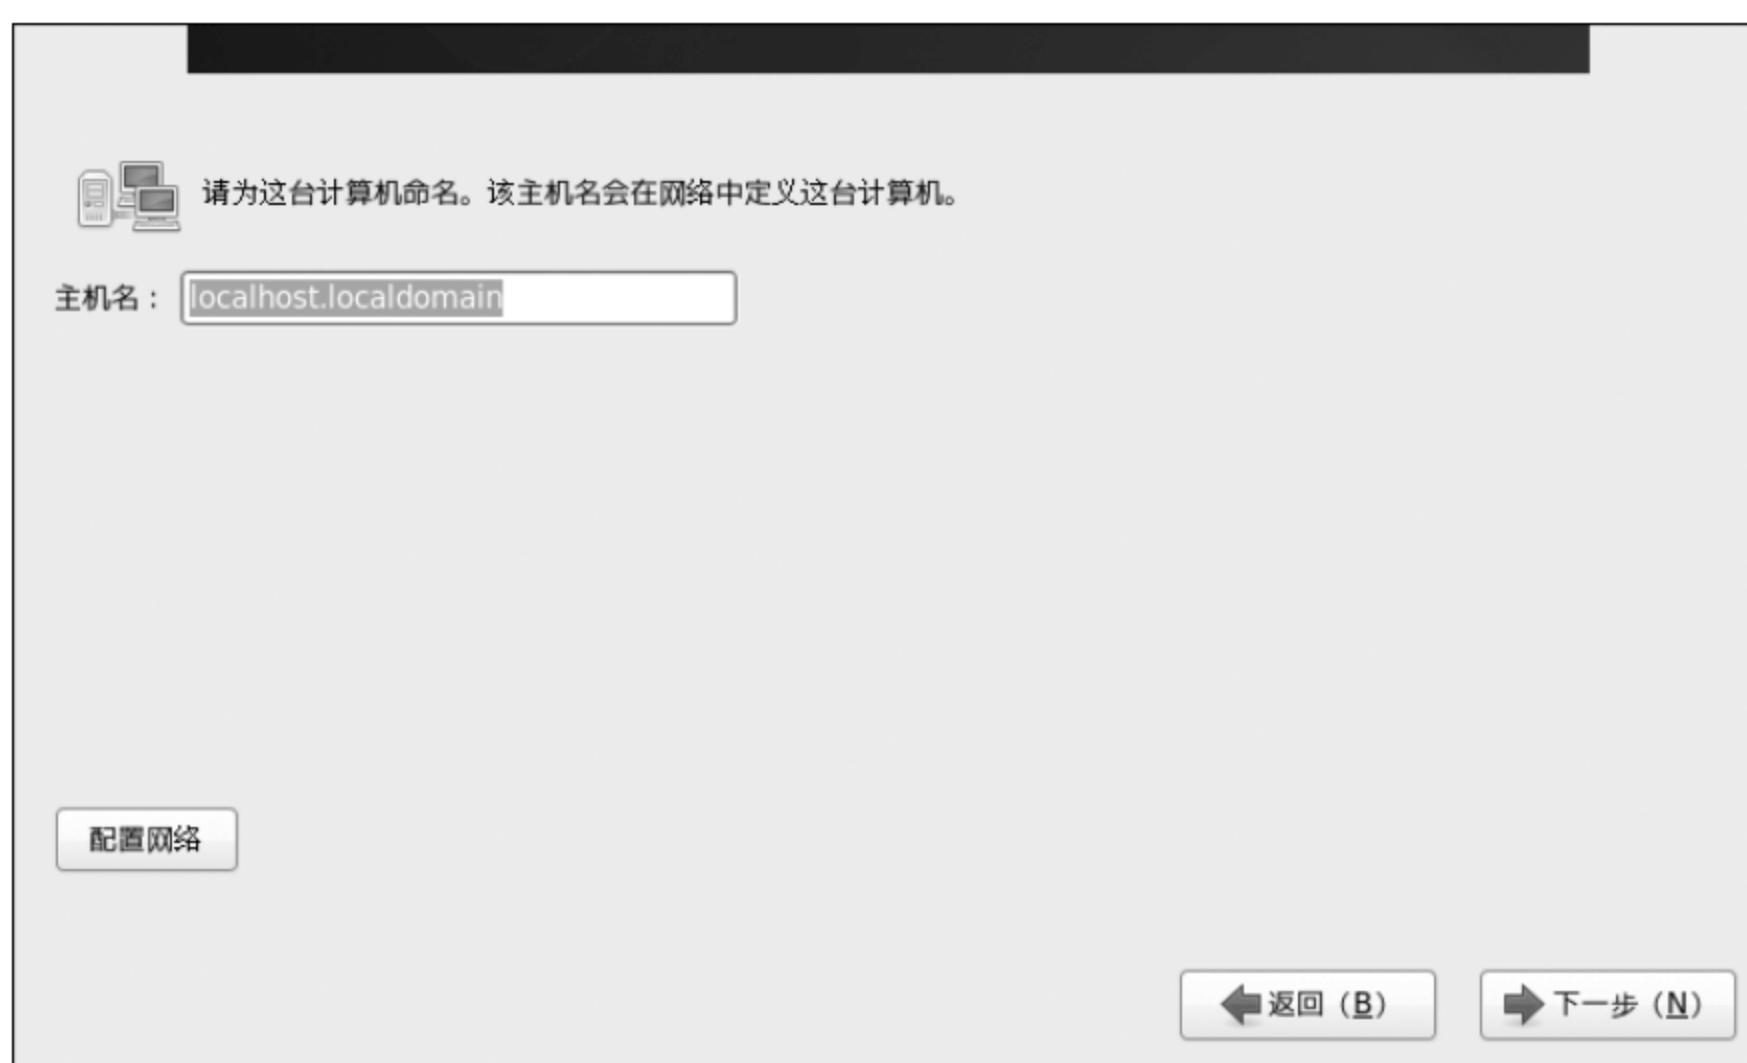 请为这台计算机命名。该主机名会在网络中定义这台计算机。
主机名：localhost.localdomain
配置网络
返回（B） 下一步（N）